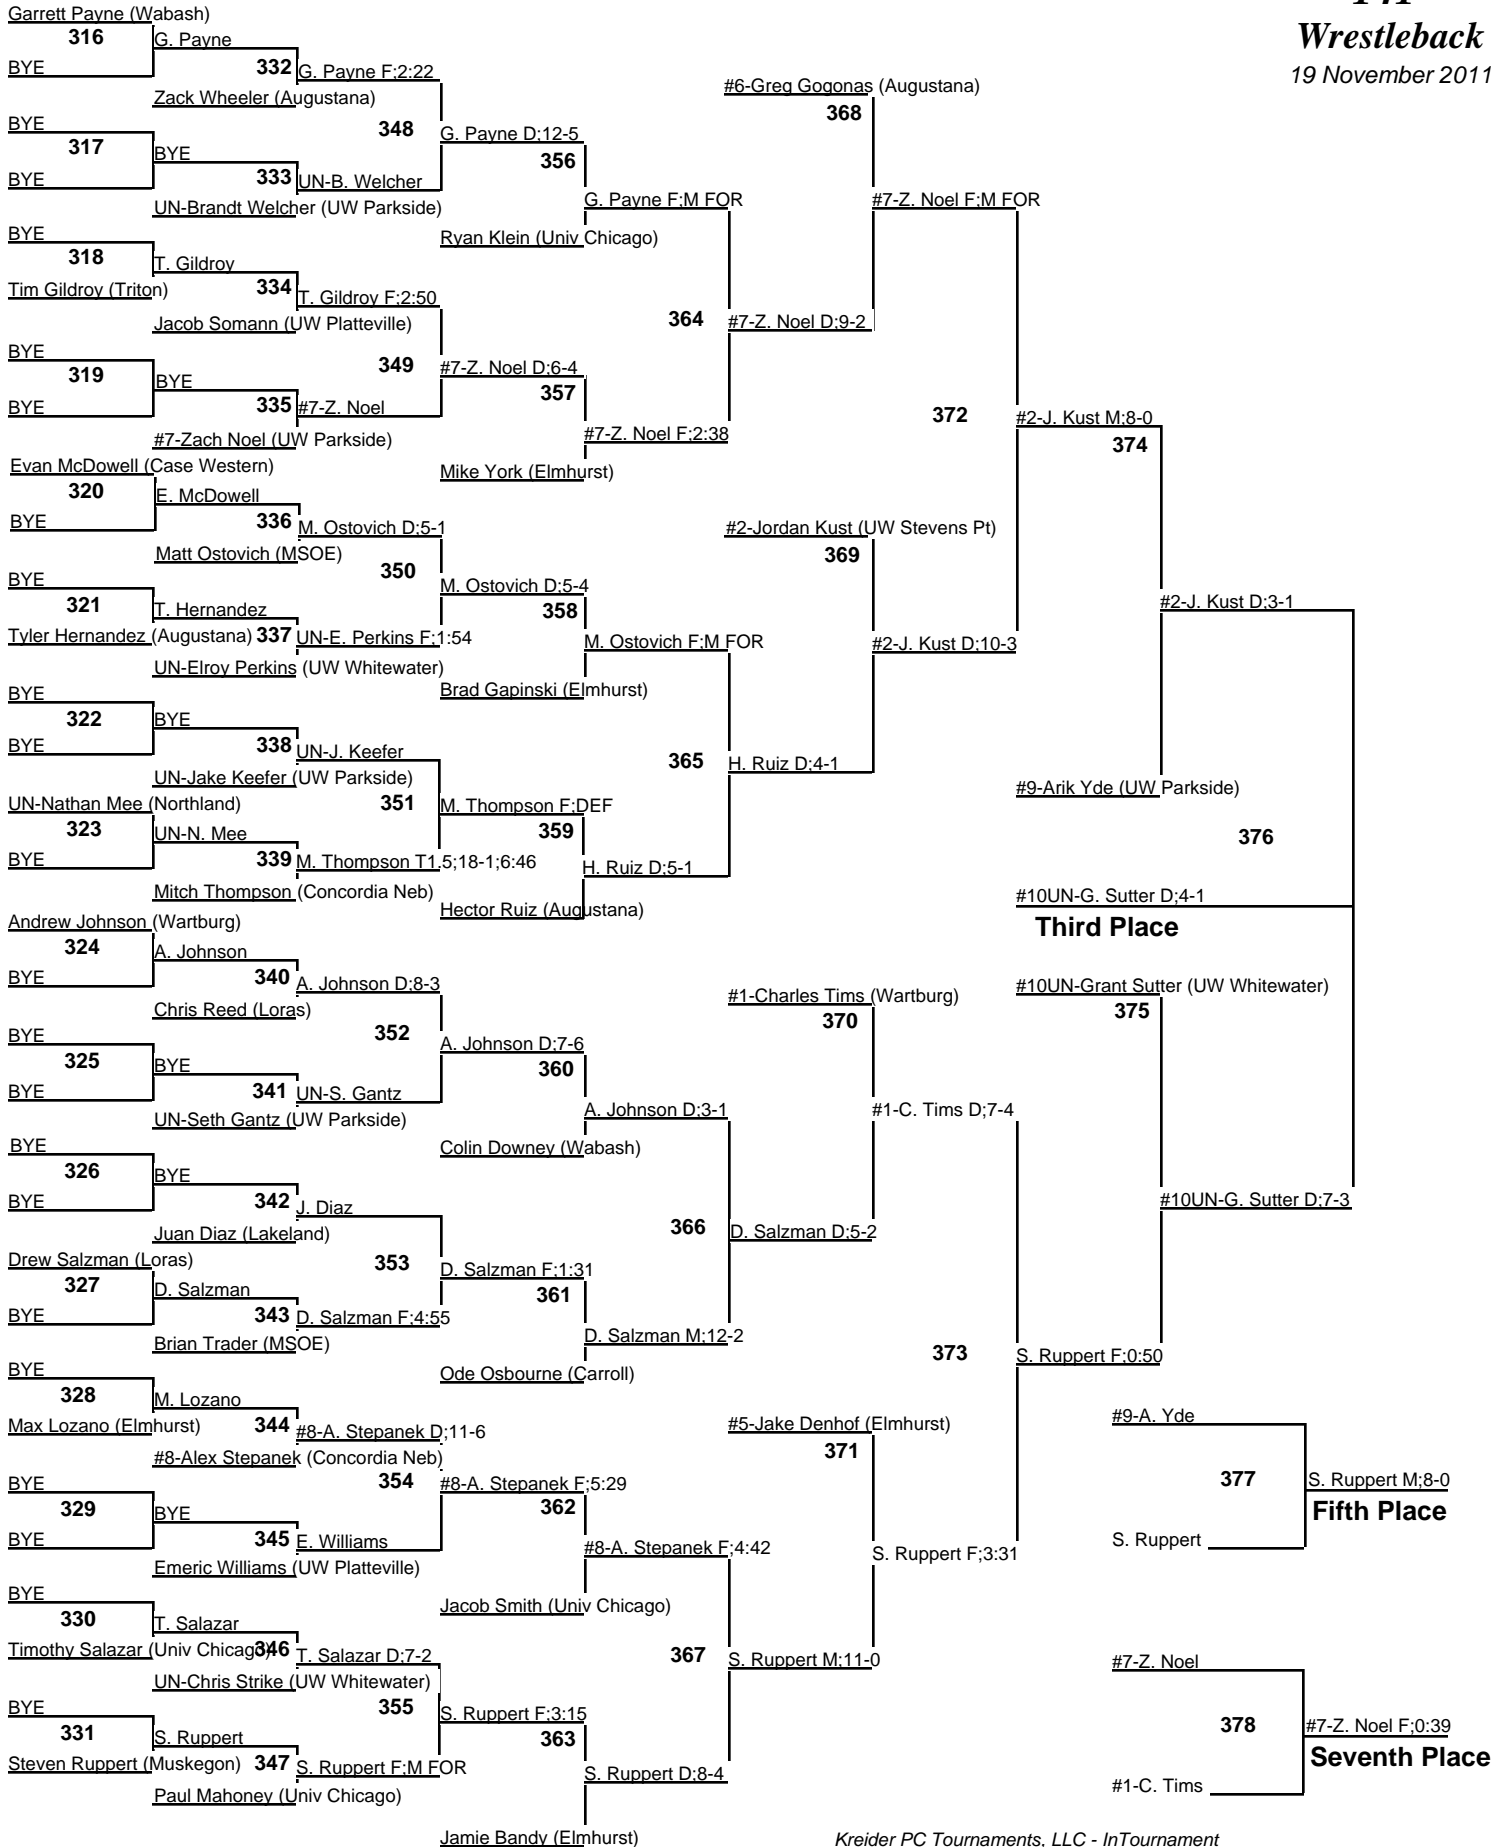 Wrestleback
19 November 2011
Garrett Payne (Wabash)
316
BYE
G. Payne
332
Zack Wheeler (Augustana)
G. Payne F;2:22
BYE
317
BYE
BYE
333
UN-Brandt Welcher (UW Parkside)
UN-B. Welcher
348
G. Payne D;12-5
356
Ryan Klein (Univ Chicago)
G. Payne F;M FOR
BYE
318
Tim Gildroy (Triton)
T. Gildroy
334
Jacob Somann (UW Platteville)
T. Gildroy F;2:50
BYE
319
BYE
BYE
335
#7-Zach Noel (UW Parkside)
#7-Z. Noel
349
#7-Z. Noel D;6-4
357
Mike York (Elmhurst)
#7-Z. Noel F;2:38
364
#7-Z. Noel D;9-2
#6-Greg Gogonas (Augustana)
368
#7-Z. Noel F;M FOR
Evan McDowell (Case Western)
320
BYE
E. McDowell
336
Matt Ostovich (MSOE)
M. Ostovich D;5-1
BYE
321
Tyler Hernandez (Augustana)
T. Hernandez
337
UN-Elroy Perkins (UW Whitewater)
UN-E. Perkins F;1:54
350
M. Ostovich D;5-4
358
Brad Gapinski (Elmhurst)
M. Ostovich F;M FOR
BYE
322
BYE
BYE
338
UN-Jake Keefer (UW Parkside)
UN-J. Keefer
UN-Nathan Mee (Northland)
323
BYE
UN-N. Mee
339
Mitch Thompson (Concordia Neb)
M. Thompson T1.5;18-1;6:46
351
M. Thompson F;DEF
359
Hector Ruiz (Augustana)
H. Ruiz D;5-1
365
H. Ruiz D;4-1
#2-Jordan Kust (UW Stevens Pt)
369
#2-J. Kust D;10-3
372
#2-J. Kust M;8-0
374
#9-Arik Yde (UW Parkside)
#2-J. Kust D;3-1
376
#10UN-G. Sutter D;4-1
Third Place
Andrew Johnson (Wartburg)
324
BYE
A. Johnson
340
Chris Reed (Loras)
A. Johnson D;8-3
BYE
325
BYE
BYE
341
UN-Seth Gantz (UW Parkside)
UN-S. Gantz
352
A. Johnson D;7-6
360
Colin Downey (Wabash)
A. Johnson D;3-1
BYE
326
BYE
BYE
342
Juan Diaz (Lakeland)
J. Diaz
Drew Salzman (Loras)
327
BYE
D. Salzman
343
Brian Trader (MSOE)
D. Salzman F;4:55
353
D. Salzman F;1:31
361
Ode Osbourne (Carroll)
D. Salzman M;12-2
366
D. Salzman D;5-2
#1-Charles Tims (Wartburg)
370
#1-C. Tims D;7-4
BYE
328
Max Lozano (Elmhurst)
M. Lozano
344
#8-Alex Stepanek (Concordia Neb)
#8-A. Stepanek D;11-6
BYE
329
BYE
BYE
345
Emeric Williams (UW Platteville)
E. Williams
354
#8-A. Stepanek F;5:29
362
Jacob Smith (Univ Chicago)
#8-A. Stepanek F;4:42
BYE
330
Timothy Salazar (Univ Chicago)
T. Salazar
346
UN-Chris Strike (UW Whitewater)
T. Salazar D;7-2
BYE
331
Steven Ruppert (Muskegon)
S. Ruppert
347
Paul Mahoney (Univ Chicago)
S. Ruppert F:M FOR
355
S. Ruppert F;3:15
363
Jamie Bandy (Elmhurst)
S. Ruppert D;8-4
367
S. Ruppert M;11-0
#5-Jake Denhof (Elmhurst)
371
S. Ruppert F;3:31
373
S. Ruppert F;0:50
#10UN-Grant Sutter (UW Whitewater)
375
#10UN-G. Sutter D;7-3
#9-A. Yde
377
S. Ruppert
S. Ruppert M;8-0
Fifth Place
#7-Z. Noel
378
#1-C. Tims
#7-Z. Noel F;0:39
Seventh Place
Kreider PC Tournaments, LLC - InTournament